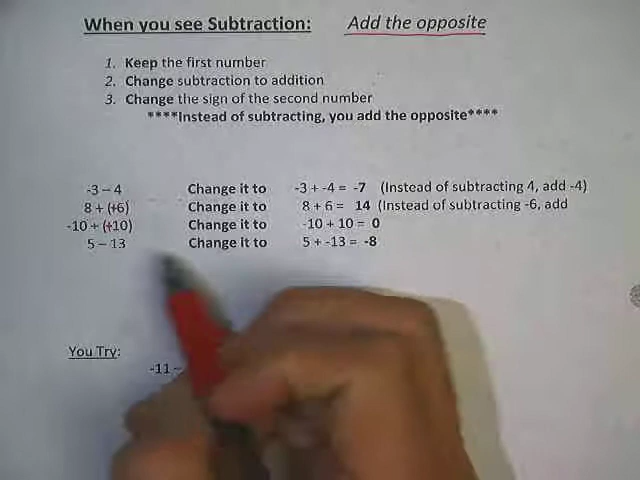 When you see Subtraction: Add the opposite
1. Keep the first number
2. Change subtraction to addition
3. Change the sign of the second number
****Instead of subtracting, you add the opposite****
-3 – 4 Change it to -3 + -4 = -7 (Instead of subtracting 4, add -4)
8 + (+6) Change it to 8 + 6 = 14 (Instead of subtracting -6, add
-10 + (+10) Change it to -10 + 10 = 0
5 – 13 Change it to 5 + -13 = -8
You Try:
-11 –